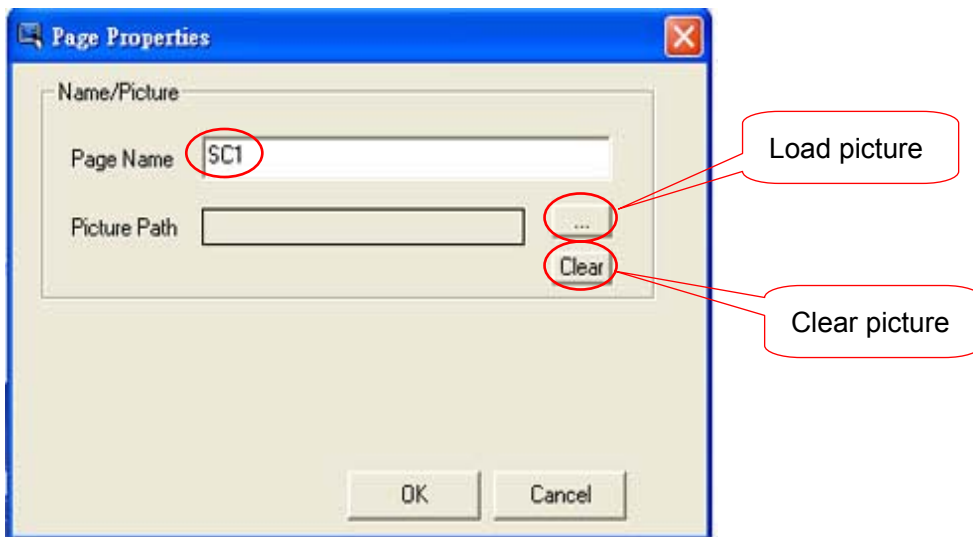 Page Properties
Name/Picture
Page Name SC1
Load picture
Picture Path ...
Clear
Clear picture
OK Cancel